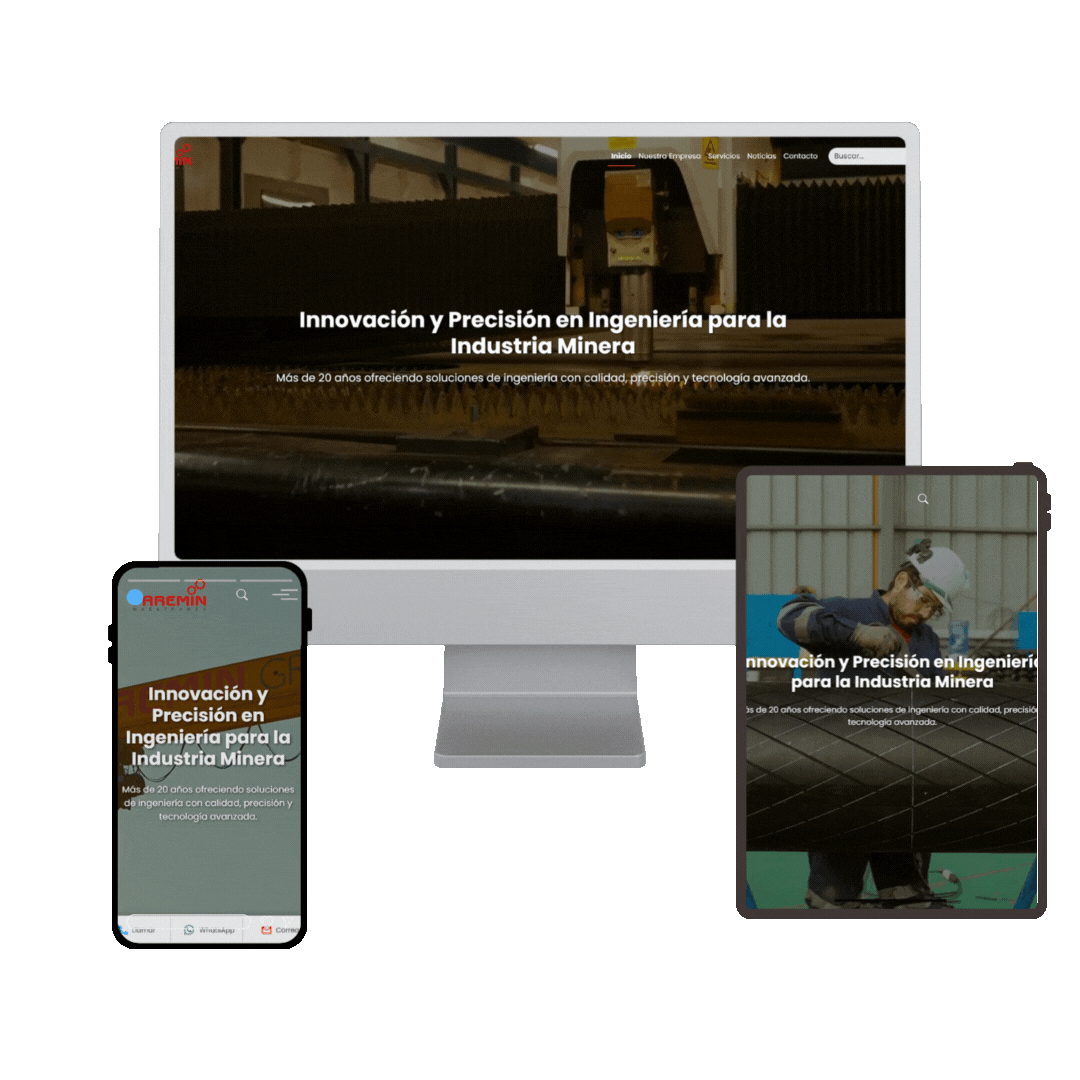 Inicio Nuestra Empresa Servicios Noticias Contacto Buscar...
Innovación y Precisión en Ingeniería para la
Industria Minera
Más de 20 años ofreciendo soluciones de ingeniería con calidad, precisión y tecnología avanzada.
AREMIN
Innovación y
Precisión en
Ingeniería para la
Industria Minera
Más de 20 años ofreciendo soluciones
de ingeniería con calidad, precisión y
tecnología avanzada.
WhatsApp Correo
nnovación y Precisión en Ingenierí
para la Industria Minera
ás de 20 años ofreciendo soluciones de ingeniería con calidad, precisió
tecnología avanzada.